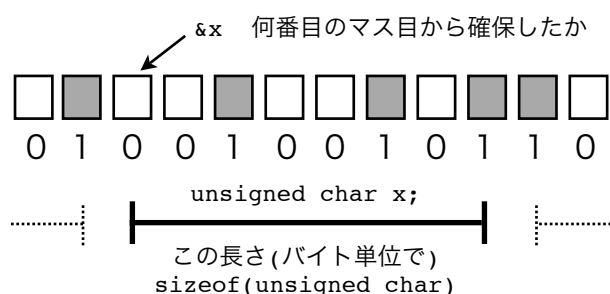 &x 何番目のマス目から確保したか
0 1 0 0 1 0 0 1 0 1 1 0
unsigned char x;
この長さ(バイト単位で)
sizeof(unsigned char)